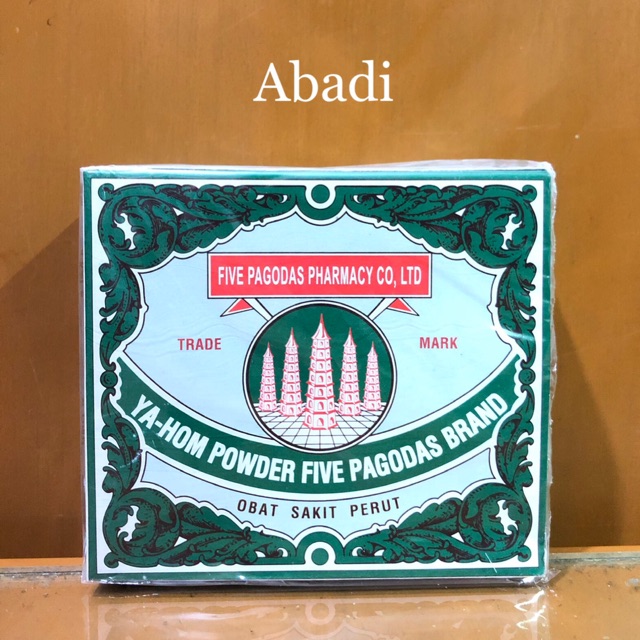 Abadi
FIVE PAGODAS PHARMACY CO, LTD
TRADE MARK
YA-HOM POWDER FIVE PAGODAS BRAND
OBAT SAKIT PERUT